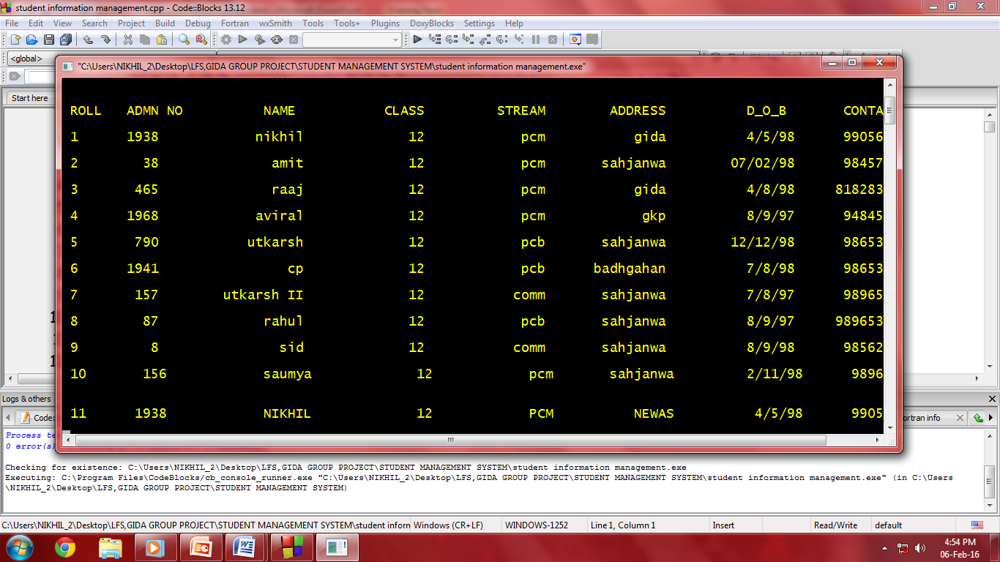 student information management.cpp - Code::Blocks 13.12
File Edit View Search Project Build Debug Fortran wxSmith Tools Tools+ Plugins DoxyBlocks Settings Help
<global>
"C:\Users\NIKHIL_2\Desktop\LFS,GIDA GROUP PROJECT\STUDENT MANAGEMENT SYSTEM\student information management.exe"
Start here
ROLL ADMN NO NAME CLASS STREAM ADDRESS D_O_B CONTA
1 1938 nikhil 12 pcm gida 4/5/98 99056
2 38 amit 12 pcm sahjanwa 07/02/98 98457
3 465 raaj 12 pcm gida 4/8/98 818283
4 1968 aviral 12 pcm gkp 8/9/97 94845
5 790 utkarsh 12 pcb sahjanwa 12/12/98 98653
6 1941 cp 12 pcb badhgahan 7/8/98 98653
7 157 utkarsh II 12 comm sahjanwa 7/8/97 98965
8 87 rahul 12 pcb sahjanwa 8/9/97 989653
9 8 sid 12 comm sahjanwa 8/9/98 98562
10 156 saumya 12 pcm sahjanwa 2/11/98 9896
11 1938 NIKHIL 12 PCM NEWAS 4/5/98 9905
Logs & others
Code: ortran info
Process te
0 error(s)
Checking for existence: C:\Users\NIKHIL_2\Desktop\LFS,GIDA GROUP PROJECT\STUDENT MANAGEMENT SYSTEM\student information management.exe
Executing: C:\Program Files\CodeBlocks/cb_console_runner.exe "C:\Users\NIKHIL_2\Desktop\LFS,GIDA GROUP PROJECT\STUDENT MANAGEMENT SYSTEM\student information management.exe" (in C:\Users
\NIKHIL_2\Desktop\LFS,GIDA GROUP PROJECT\STUDENT MANAGEMENT SYSTEM)
C:\Users\NIKHIL_2\Desktop\LFS,GIDA GROUP PROJECT\STUDENT MANAGEMENT SYSTEM\student inforn Windows (CR+LF) WINDOWS-1252 Line 1, Column 1 Insert Read/Write default
4:54 PM
06-Feb-16